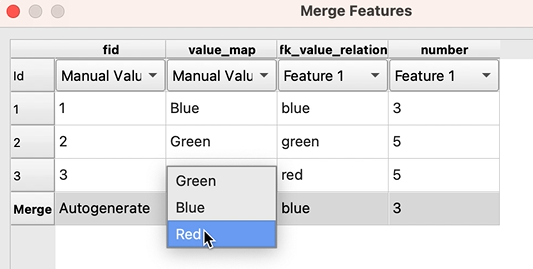 Merge Features
fid value_map fk_value_relation number
Id Manual Valu Manual Valu Feature 1 Feature 1
1 1 Blue blue 3
2 2 Green green 5
3 3 red 5
Merge Autogenerate blue 3
Green
Blue
Red